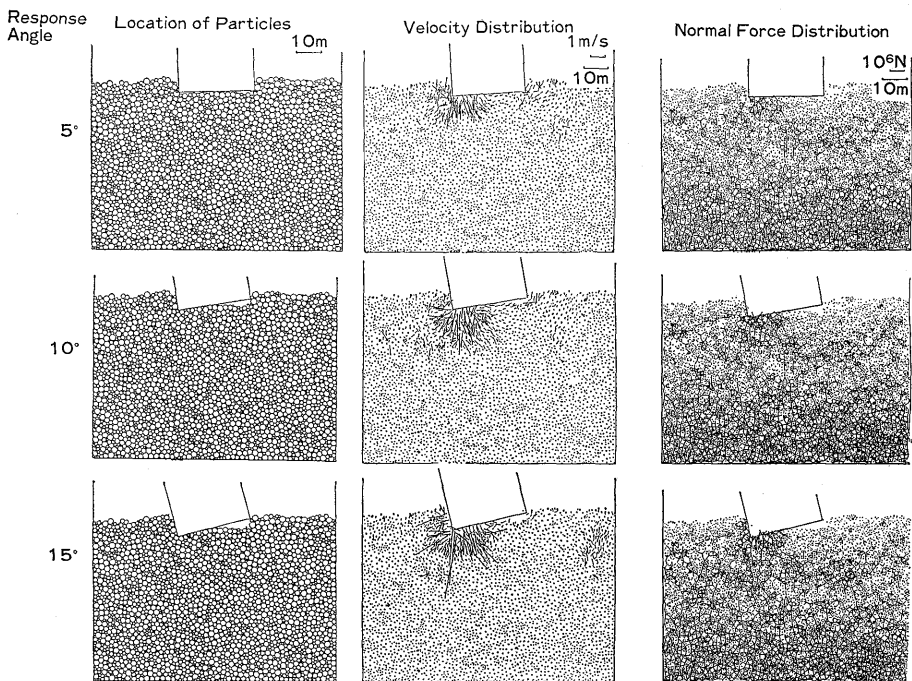 Response
Angle
Location of Particles
10m
Velocity Distribution
1m/s
10m
Normal Force Distribution
10⁶N
10m
5°
10°
15°